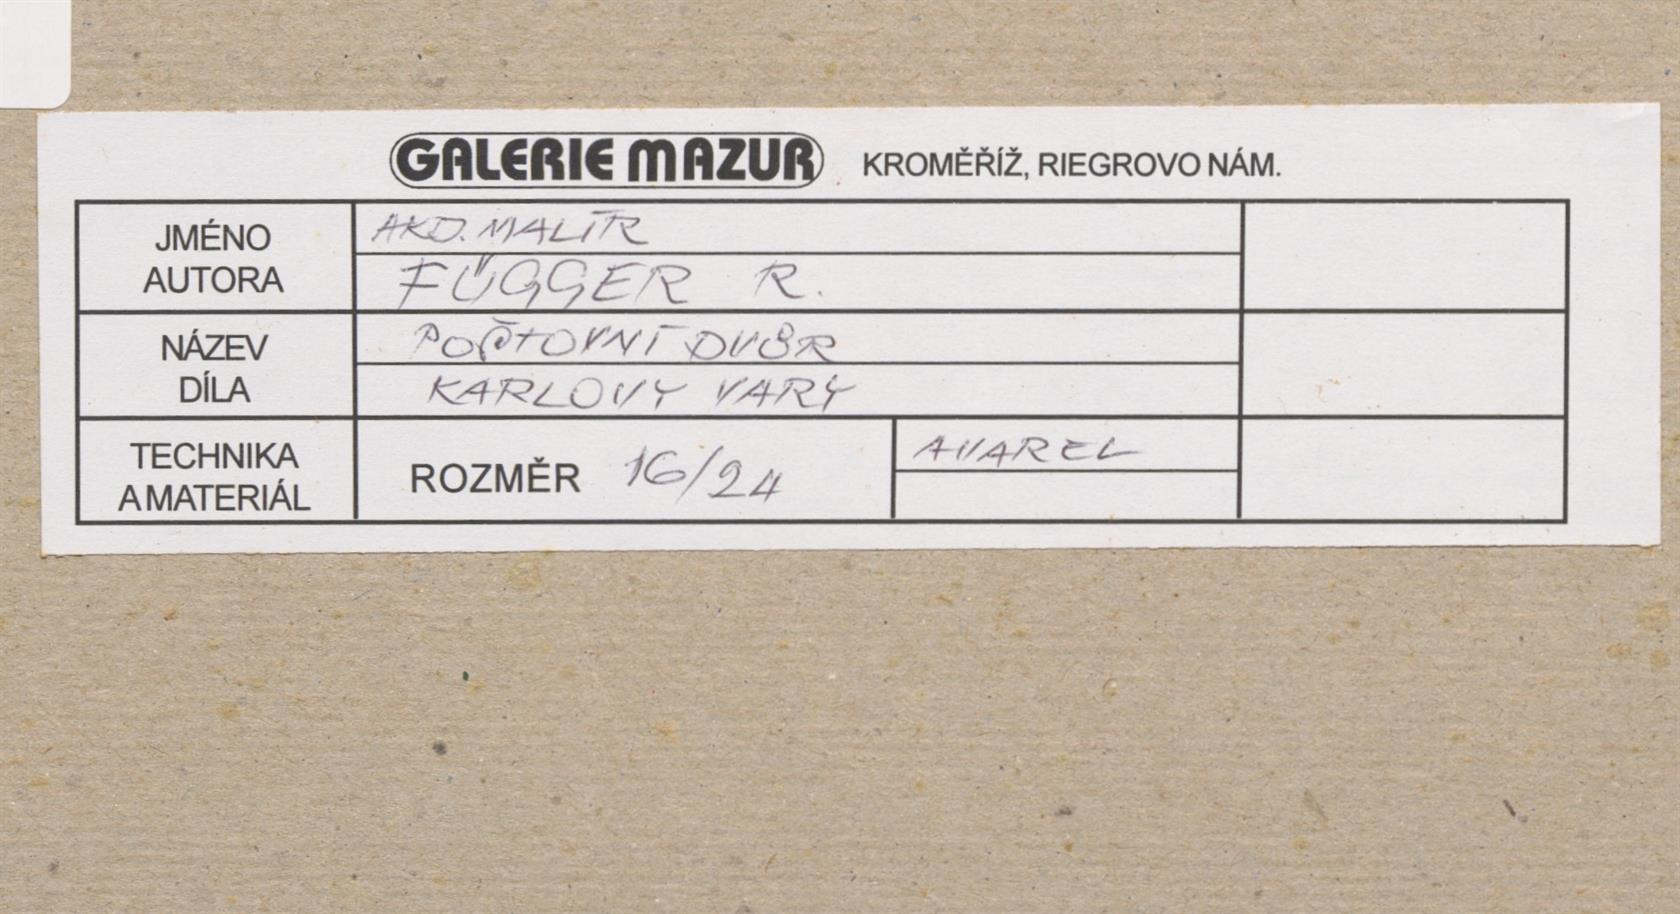 GALERIE MAZUR KROMĚŘÍŽ, RIEGROVO NÁM.
JMÉNO AUTORA
AKD. MALÍŘ
FÜGGER R.
NÁZEV DÍLA
POŠTOVNÍ DVŮR
KARLOVY VARY
TECHNIKA A MATERIÁL
ROZMĚR 16/24
AVAREL